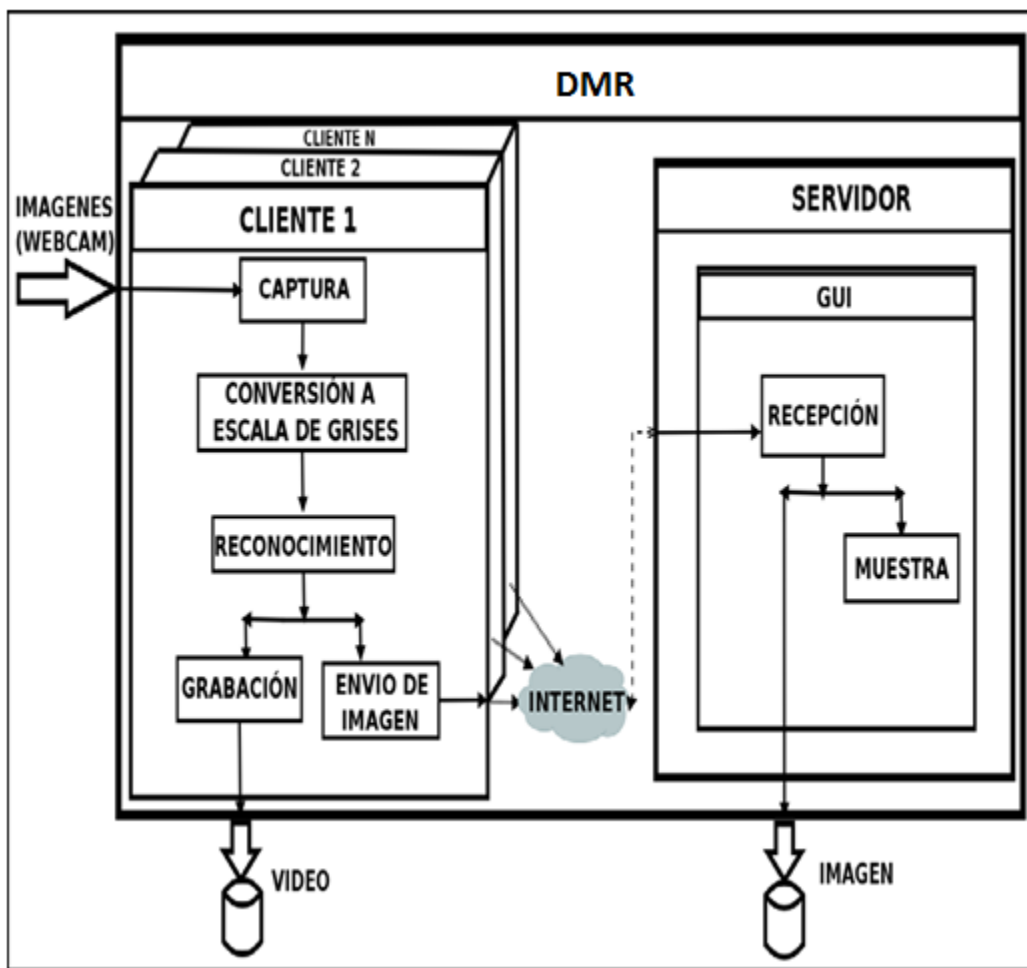 DMR
CLIENTE N
CLIENTE 2
CLIENTE 1
IMAGENES
(WEBCAM)
CAPTURA
CONVERSIÓN A
ESCALA DE GRISES
RECONOCIMIENTO
GRABACIÓN
ENVIO DE
IMAGEN
INTERNET
SERVIDOR
GUI
RECEPCIÓN
MUESTRA
VIDEO
IMAGEN